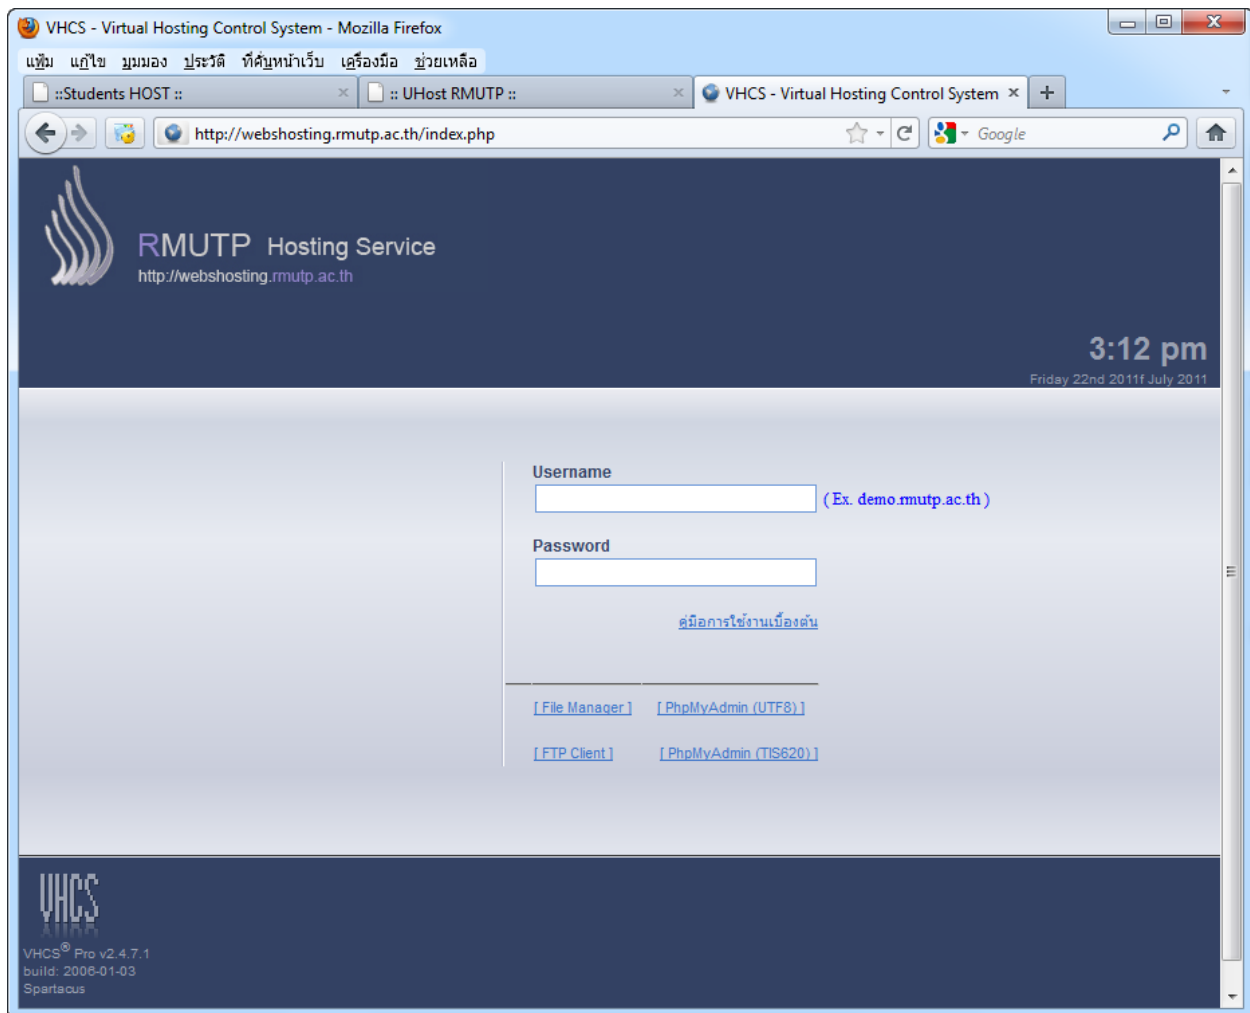 VHCS - Virtual Hosting Control System - Mozilla Firefox
แฟ้ม แก้ไข มุมมอง ประวัติ ที่คั่นหน้าเว็บ เครื่องมือ ช่วยเหลือ
::Students HOST :: :: UHost RMUTP :: VHCS - Virtual Hosting Control System
http://webshosting.rmutp.ac.th/index.php Google
RMUTP Hosting Service
http://webshosting.rmutp.ac.th
3:12 pm
Friday 22nd 2011f July 2011
Username
( Ex. demo.rmutp.ac.th )
Password
คู่มือการใช้งานเบื้องต้น
[ File Manager ] [ PhpMyAdmin (UTF8) ]
[ FTP Client ] [ PhpMyAdmin (TIS620) ]
VHCS
VHCS® Pro v2.4.7.1
build: 2006-01-03
Spartacus